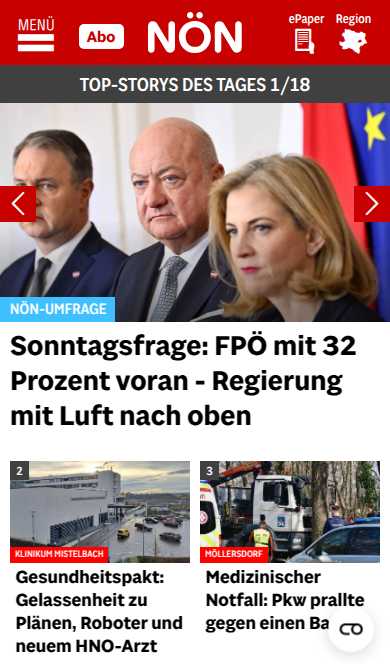 MENÜ
Abo
NÖN
ePaper
Region
TOP-STORYS DES TAGES 1/18
NÖN-UMFRAGE
Sonntagsfrage: FPÖ mit 32
Prozent voran - Regierung
mit Luft nach oben
2
KLINIKUM MISTELBACH
Gesundheitspakt:
Gelassenheit zu
Plänen, Roboter und
neuem HNO-Arzt
3
MÖLLERSDORF
Medizinischer
Notfall: Pkw prallte
gegen einen Ba